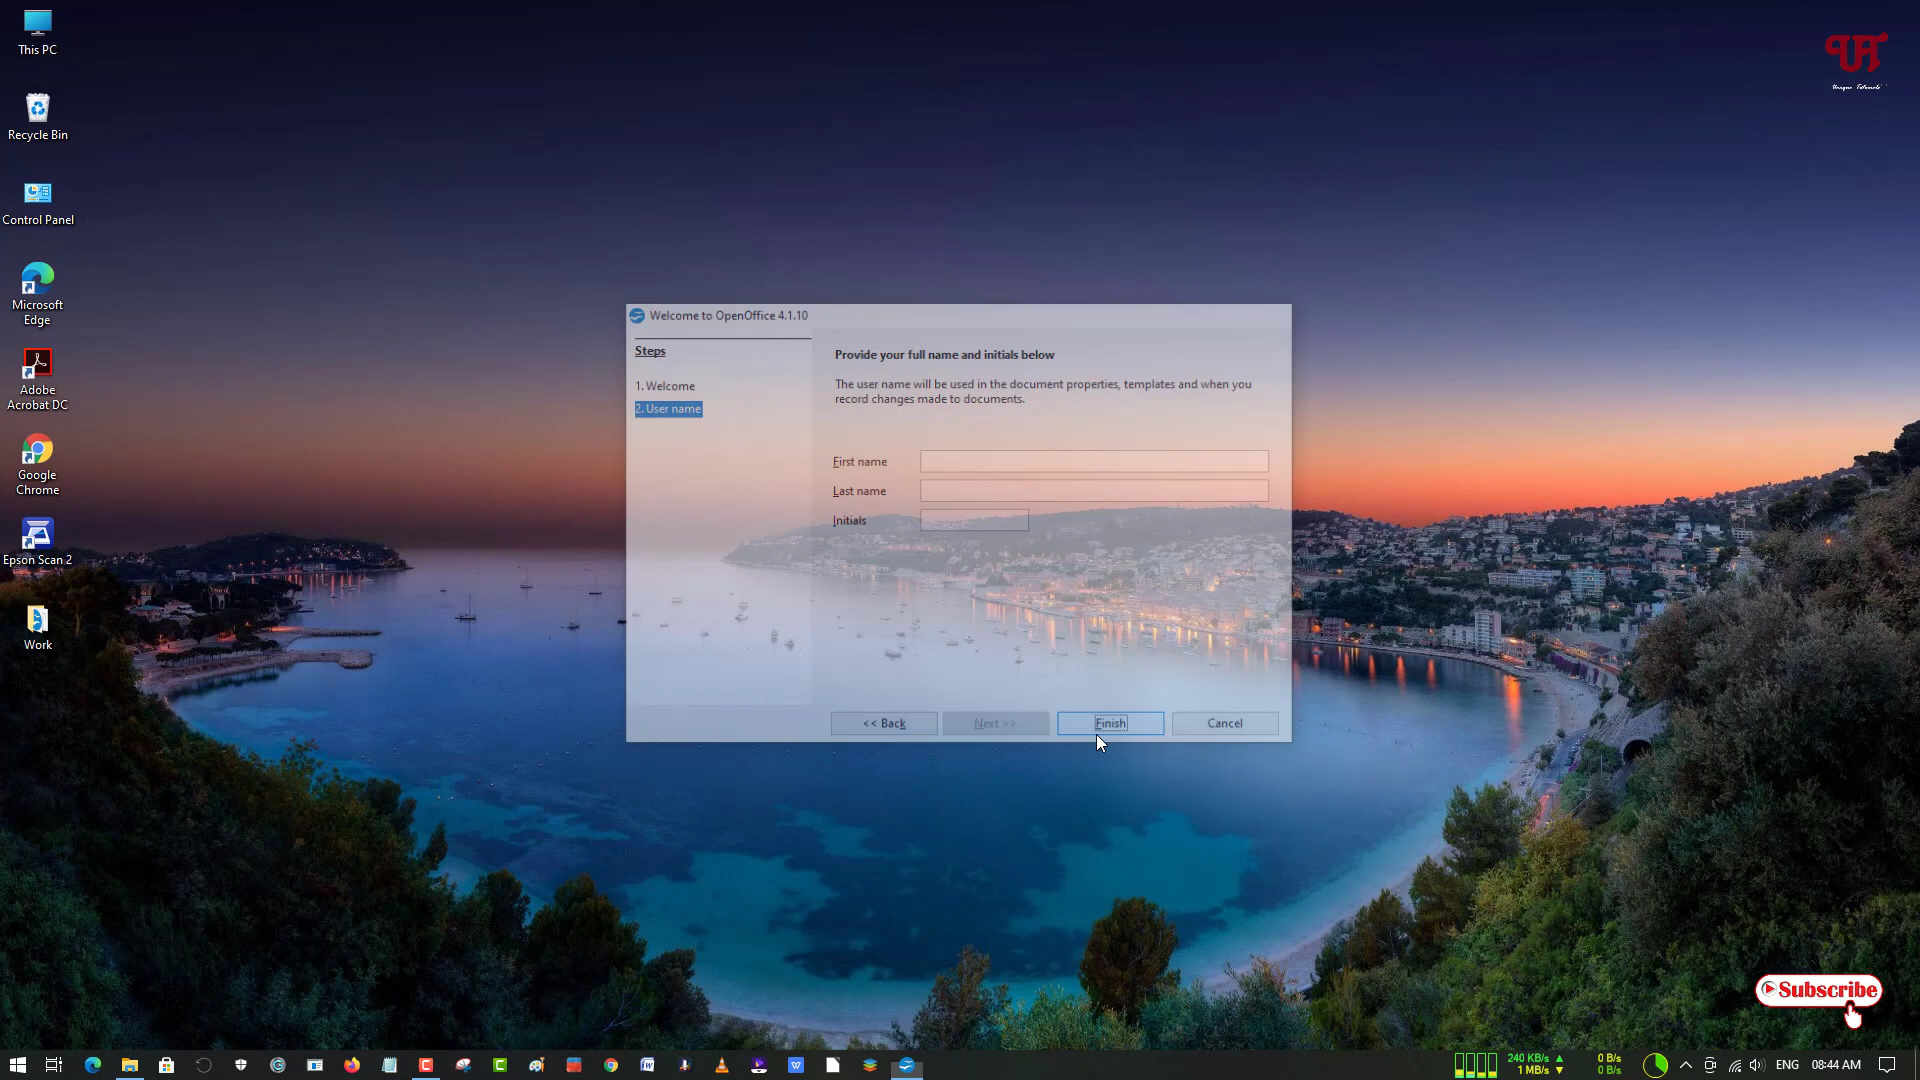 This PC
Recycle Bin
Control Panel
Microsoft
Edge
Adobe
Acrobat DC
Google
Chrome
Epson Scan 2
Work
UT
Unique Tutorials
Welcome to OpenOffice 4.1.10
Steps
1. Welcome
2. User name
Provide your full name and initials below
The user name will be used in the document properties, templates and when you
record changes made to documents.
First name
Last name
Initials
<< Back
Next >>
Finish
Cancel
Subscribe
240 KB/s
1 MB/s
0 B/s
0 B/s
ENG
08:44 AM